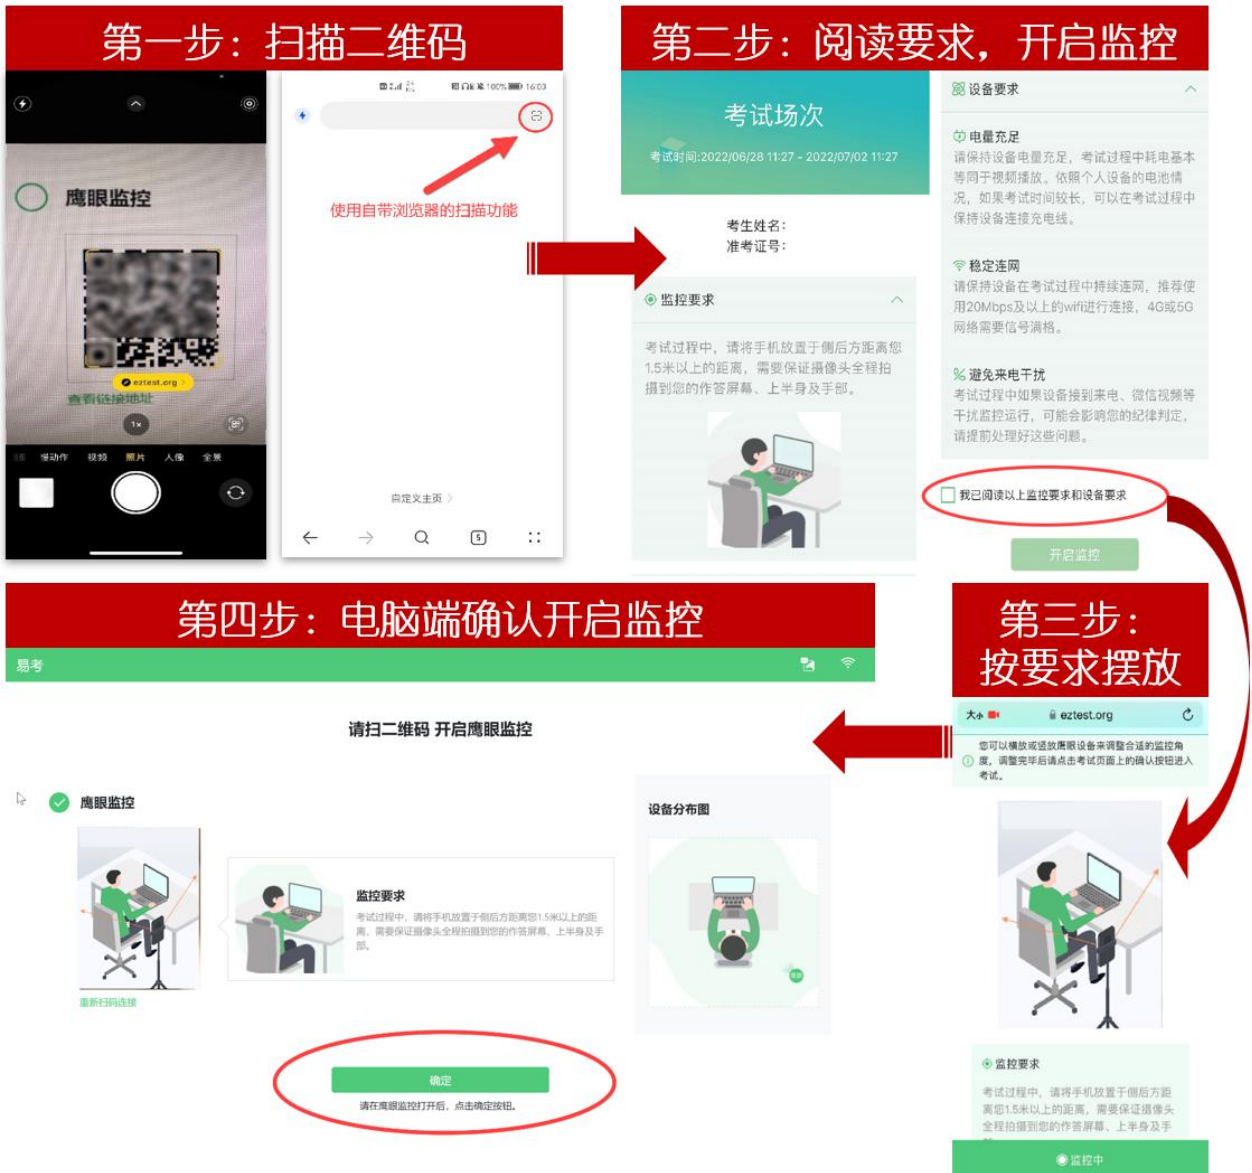 第一步：扫描二维码
鹰眼监控
eztest.org
查看链接地址
1x
慢动作 视频 照片 人像 全景
100% 16:03
使用自带浏览器的扫描功能
自定义主页
5
第二步：阅读要求，开启监控
考试场次
考试时间:2022/06/28 11:27 - 2022/07/02 11:27
考生姓名：
准考证号：
监控要求
考试过程中，请将手机放置于侧后方距离您
1.5米以上的距离，需要保证摄像头全程拍
摄到您的作答屏幕、上半身及手部。
设备要求
电量充足
请保持设备电量充足，考试过程中耗电基本
等同于视频播放。依照个人设备的电池情
况，如果考试时间较长，可以在考试过程中
保持设备连接充电线。
稳定连网
请保持设备在考试过程中持续连网，推荐使
用20Mbps及以上的wifi进行连接，4G或5G
网络需要信号满格。
避免来电干扰
考试过程中如果设备接到来电、微信视频等
干扰监控运行，可能会影响您的纪律判定，
请提前处理好这些问题。
我已阅读以上监控要求和设备要求
开启监控
第三步：
按要求摆放
大小 eztest.org
您可以横放或竖放鹰眼设备来调整合适的监控角
度，调整完毕后请点击考试页面上的确认按钮进入
考试。
监控要求
考试过程中，请将手机放置于侧后方距
离您1.5米以上的距离，需要保证摄像头
全程拍摄到您的作答屏幕、上半身及手
监控中
第四步：电脑端确认开启监控
易考
请扫二维码 开启鹰眼监控
鹰眼监控
重新扫码连接
监控要求
考试过程中，请将手机放置于侧后方距离您1.5米以上的距
离，需要保证摄像头全程拍摄到您的作答屏幕、上半身及手
部。
设备分布图
确定
请在鹰眼监控打开后，点击确定按钮。